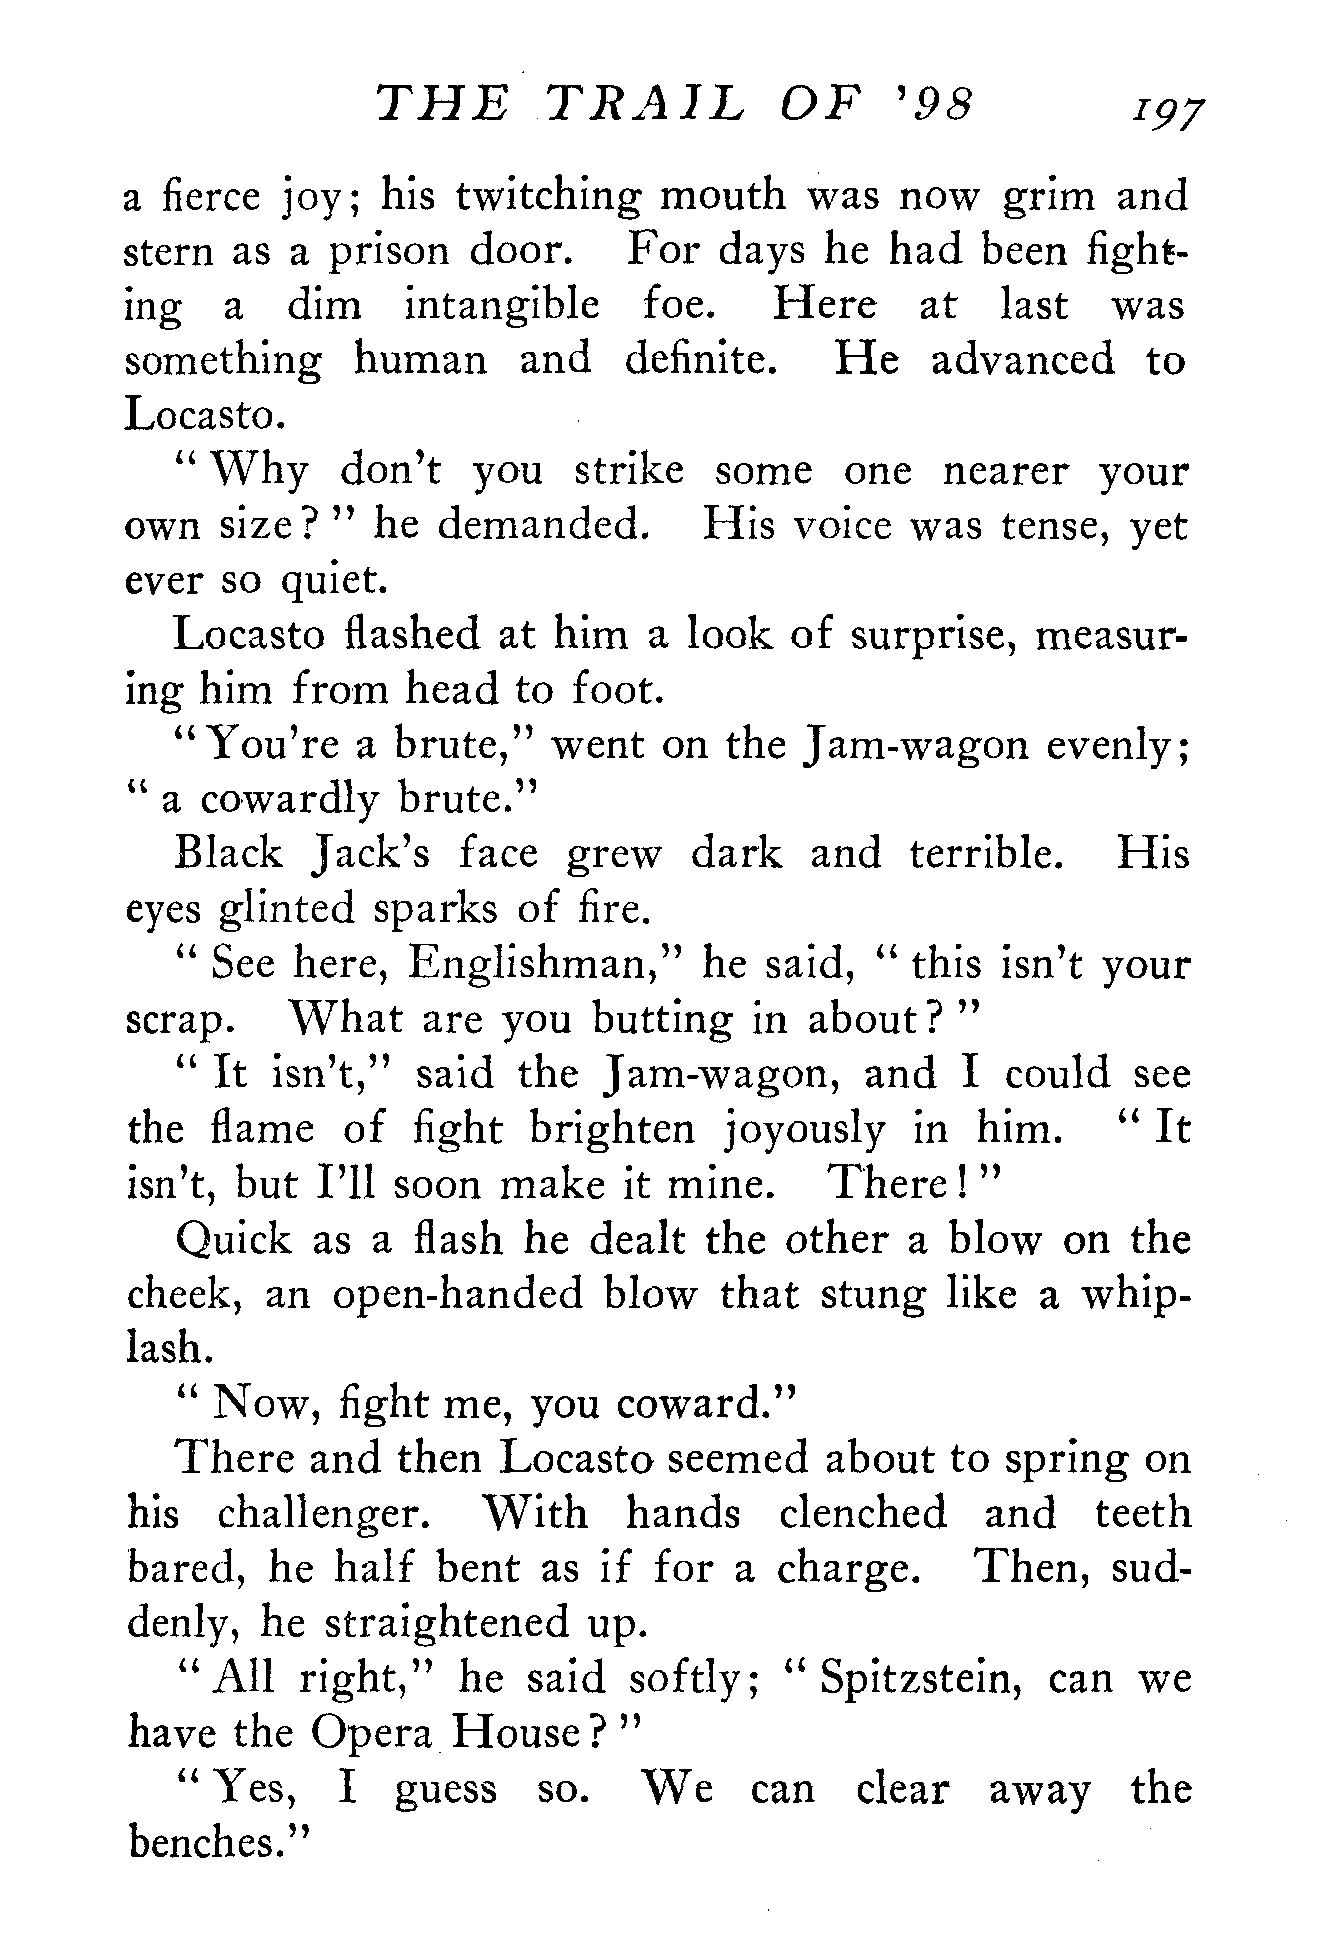 THE TRAIL OF '98 197
a fierce joy; his twitching mouth was now grim and
stern as a prison door. For days he had been fight-
ing a dim intangible foe. Here at last was
something human and definite. He advanced to
Locasto.
" Why don't you strike some one nearer your
own size? " he demanded. His voice was tense, yet
ever so quiet.
Locasto flashed at him a look of surprise, measur-
ing him from head to foot.
" You're a brute," went on the Jam-wagon evenly;
" a cowardly brute."
Black Jack's face grew dark and terrible. His
eyes glinted sparks of fire.
" See here, Englishman," he said, " this isn't your
scrap. What are you butting in about? "
" It isn't," said the Jam-wagon, and I could see
the flame of fight brighten joyously in him. " It
isn't, but I'll soon make it mine. There! "
Quick as a flash he dealt the other a blow on the
cheek, an open-handed blow that stung like a whip-
lash.
" Now, fight me, you coward."
There and then Locasto seemed about to spring on
his challenger. With hands clenched and teeth
bared, he half bent as if for a charge. Then, sud-
denly, he straightened up.
" All right," he said softly; " Spitzstein, can we
have the Opera House? "
" Yes, I guess so. We can clear away the
benches."